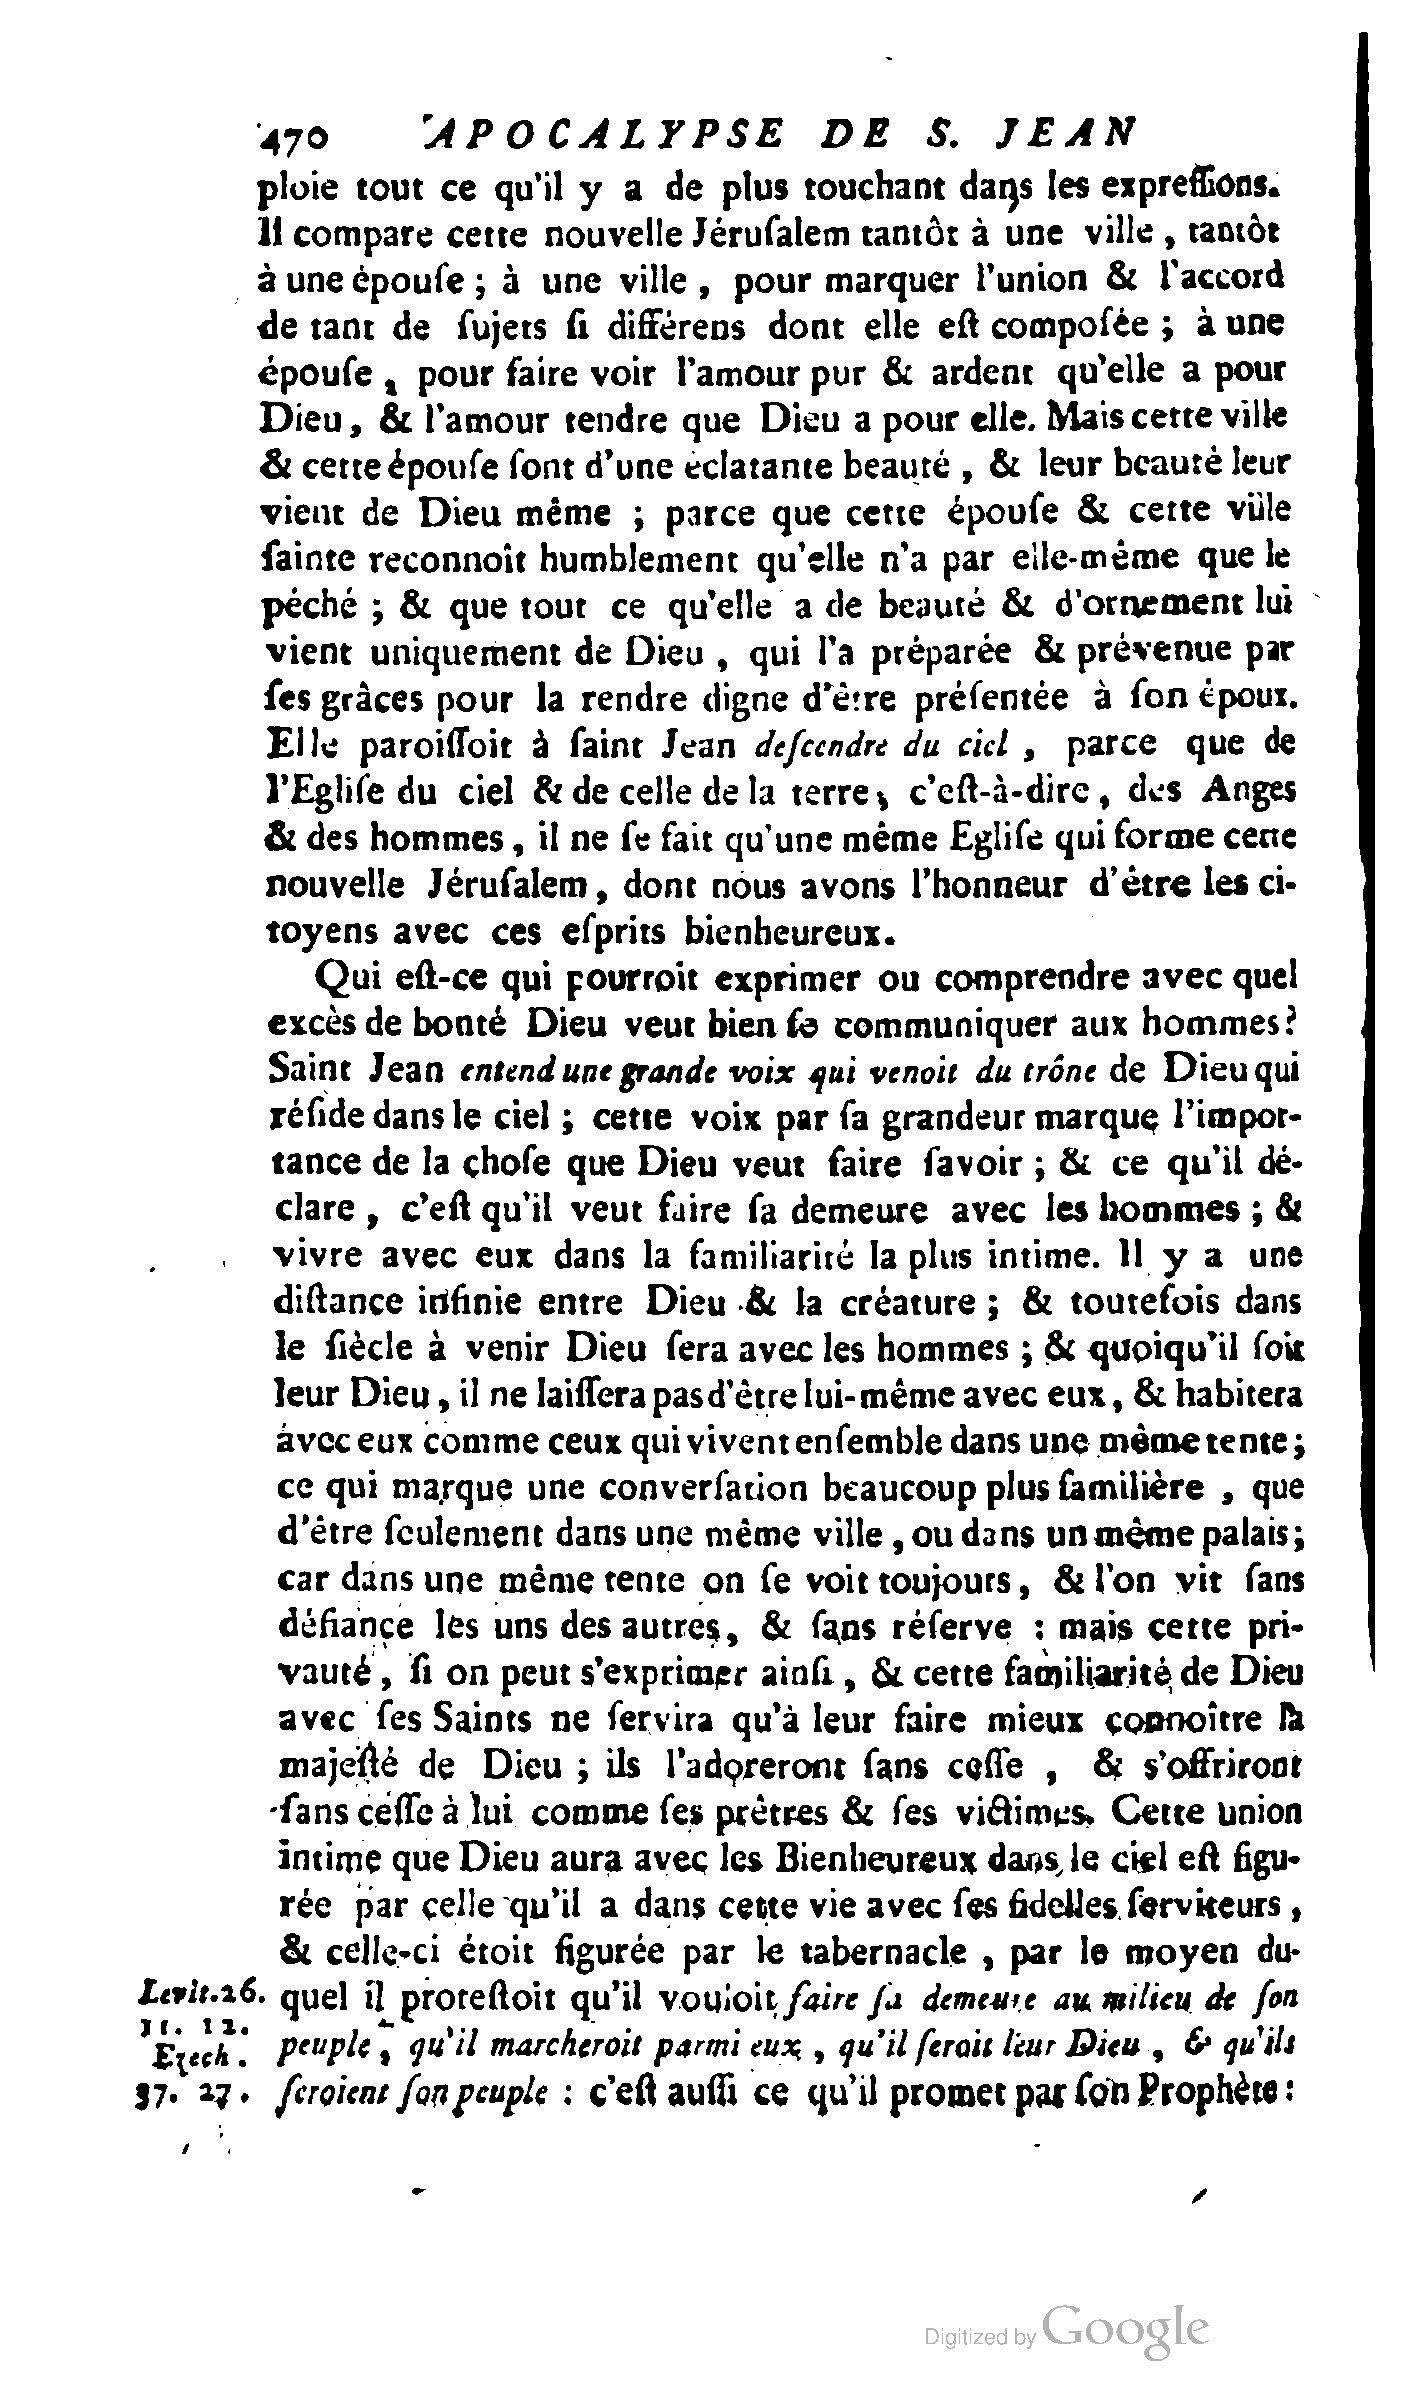 470 APOCALYPSE DE S. JEAN
ploie tout ce qu'il y a de plus touchant dans les expreſſions.
Il compare cette nouvelle Jéruſalem tantôt à une ville, tantôt
à une épouſe ; à une ville, pour marquer l'union & l'accord
de tant de ſujets ſi différens dont elle eſt compoſée ; à une
épouſe, pour faire voir l'amour pur & ardent qu'elle a pour
Dieu, & l'amour tendre que Dieu a pour elle. Mais cette ville
& cette épouſe ſont d'une éclatante beauté, & leur beauté leur
vient de Dieu même ; parce que cette épouſe & cette ville
ſainte reconnoît humblement qu'elle n'a par elle-même que le
péché ; & que tout ce qu'elle a de beauté & d'ornement lui
vient uniquement de Dieu, qui l'a préparée & prévenue par
ſes grâces pour la rendre digne d'être préſentée à ſon époux.
Elle paroiſſoit à ſaint Jean deſcendre du ciel, parce que de
l'Egliſe du ciel & de celle de la terre, c'eſt-à-dire, des Anges
& des hommes, il ne ſe fait qu'une même Egliſe qui forme cette
nouvelle Jéruſalem, dont nous avons l'honneur d'être les ci-
toyens avec ces eſprits bienheureux.
Qui eſt-ce qui pourroit exprimer ou comprendre avec quel
excès de bonté Dieu veut bien ſe communiquer aux hommes ?
Saint Jean entend une grande voix qui venoit du trône de Dieu qui
réſide dans le ciel ; cette voix par ſa grandeur marque l'impor-
tance de la choſe que Dieu veut faire ſavoir ; & ce qu'il dé-
clare, c'eſt qu'il veut faire ſa demeure avec les hommes ; &
vivre avec eux dans la familiarité la plus intime. Il y a une
diſtance infinie entre Dieu & la créature ; & toutefois dans
le ſiècle à venir Dieu ſera avec les hommes ; & quoiqu'il ſoit
leur Dieu, il ne laiſſera pas d'être lui-même avec eux, & habitera
avec eux comme ceux qui vivent enſemble dans une même tente ;
ce qui marque une converſation beaucoup plus familière, que
d'être ſeulement dans une même ville, ou dans un même palais ;
car dans une même tente on ſe voit toujours, & l'on vit ſans
défiance les uns des autres, & ſans réſerve : mais cette pri-
vauté, ſi on peut s'exprimer ainſi, & cette familiarité de Dieu
avec ſes Saints ne ſervira qu'à leur faire mieux connoître la
majeſté de Dieu ; ils l'adoreront ſans ceſſe, & s'offriront
ſans ceſſe à lui comme ſes prêtres & ſes victimes. Cette union
intime que Dieu aura avec les Bienheureux dans le ciel eſt figu-
rée par celle qu'il a dans cette vie avec ſes fidelles ſerviteurs,
& celle-ci étoit figurée par le tabernacle, par le moyen du-
Levit. 26. quel il proteſtoit qu'il vouloit faire ſa demeure au milieu de ſon
11. 12.
Ezech. peuple, qu'il marcheroit parmi eux, qu'il ſeroit leur Dieu, & qu'ils
37. 27. ſeroient ſon peuple : c'eſt auſſi ce qu'il promet par ſon Prophète :
Digitized by Google